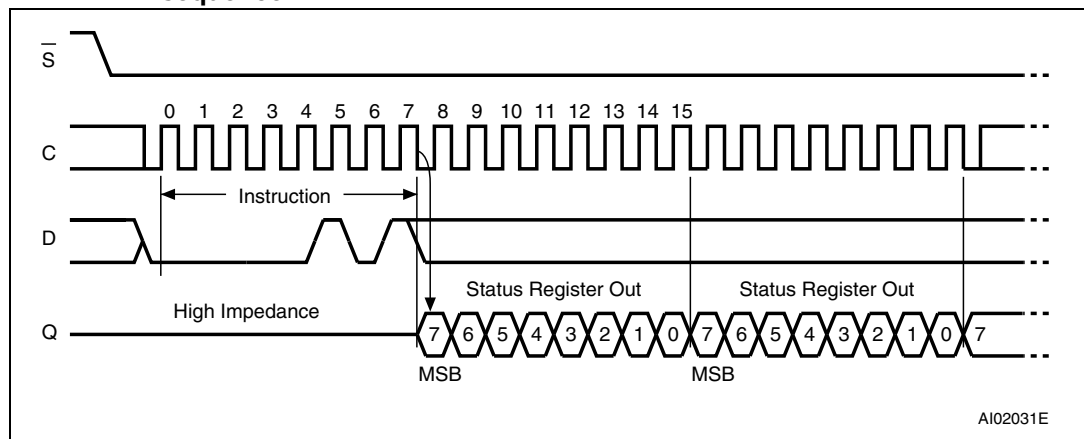 S
0 1 2 3 4 5 6 7 8 9 10 11 12 13 14 15
C
Instruction
D
Status Register Out Status Register Out
High Impedance
Q 7 6 5 4 3 2 1 0 7 6 5 4 3 2 1 0 7
MSB MSB
AI02031E